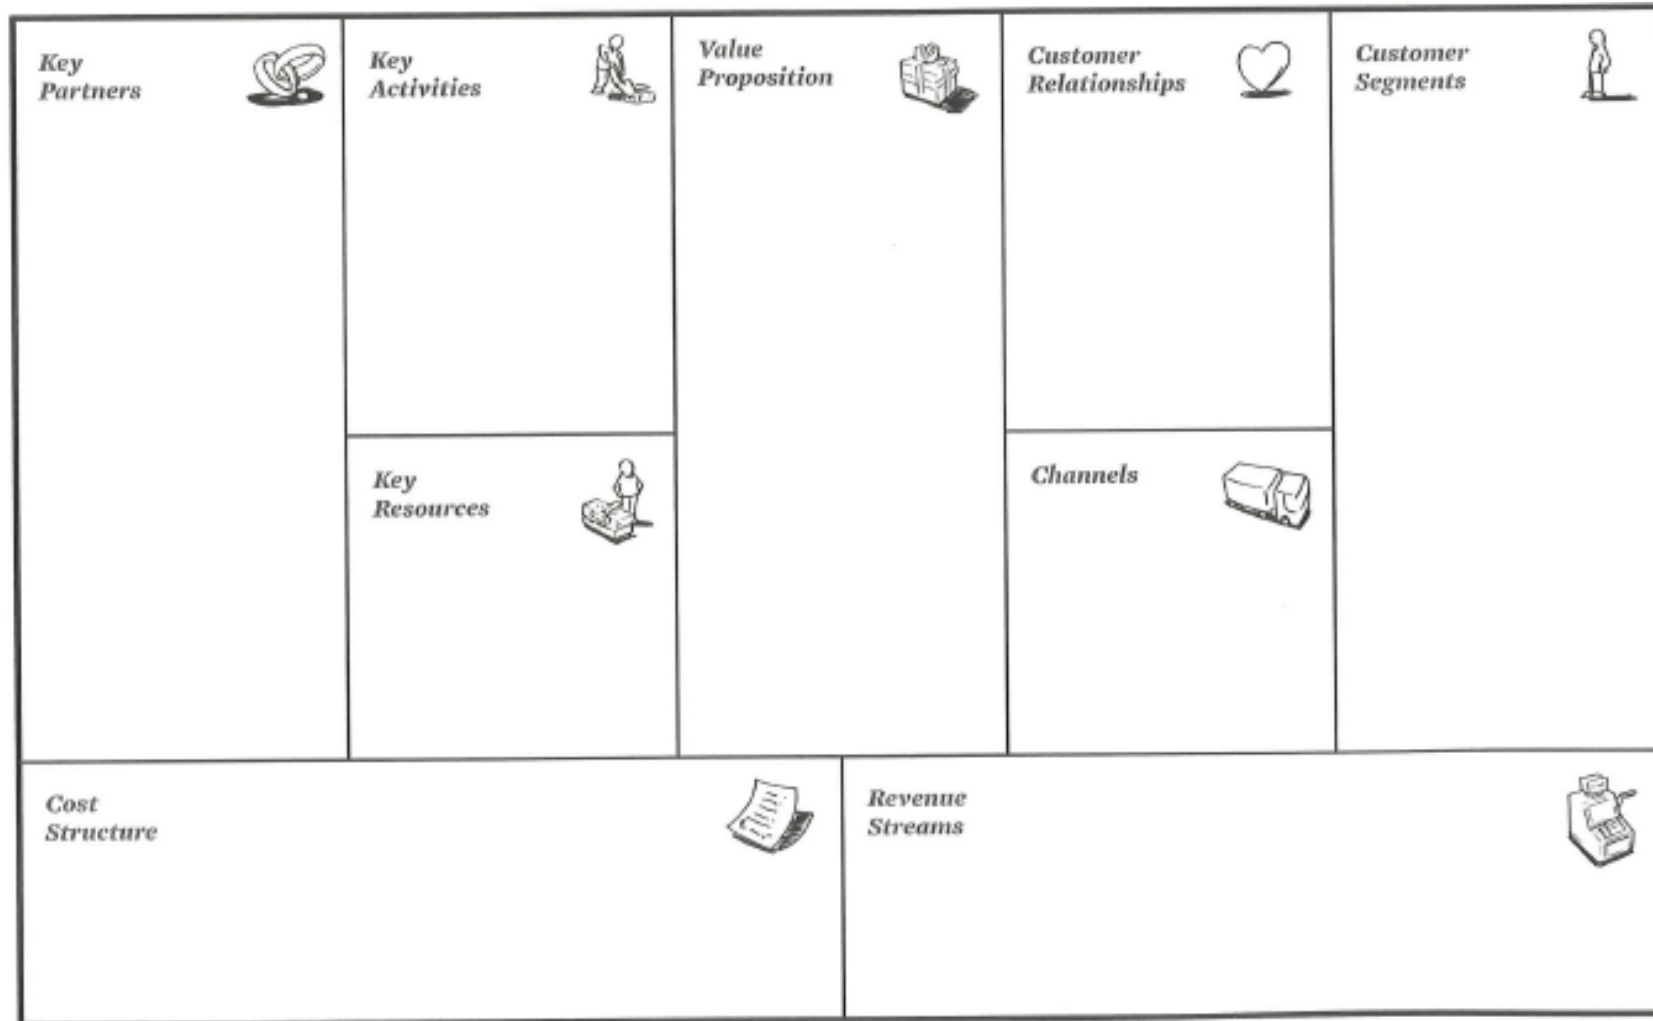 Key
Partners
Key
Activities
Value
Proposition
Customer
Relationships
Customer
Segments
Key
Resources
Channels
Cost
Structure
Revenue
Streams